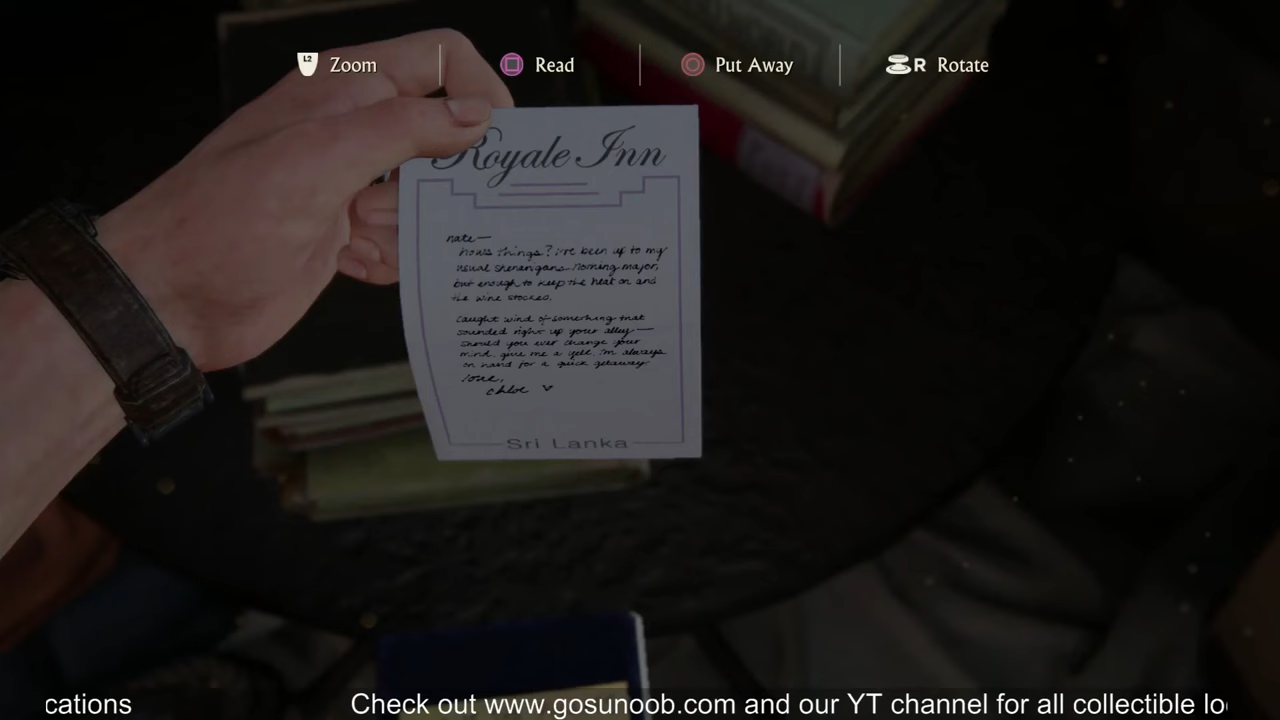 L2 Zoom
Read
Put Away
R Rotate
Royale Inn
nate—
how's things? i've been up to my
usual shenanigans. noming major,
but enough to keep the heat on and
the wine stocked.
caught wind of something that
sounded right up your alley—
should you ever change your
mind, give me a yell. i'm always
on hand for a quick getaway
love,
chloe
Sri Lanka
cations
Check out www.gosunoob.com and our YT channel for all collectible lo